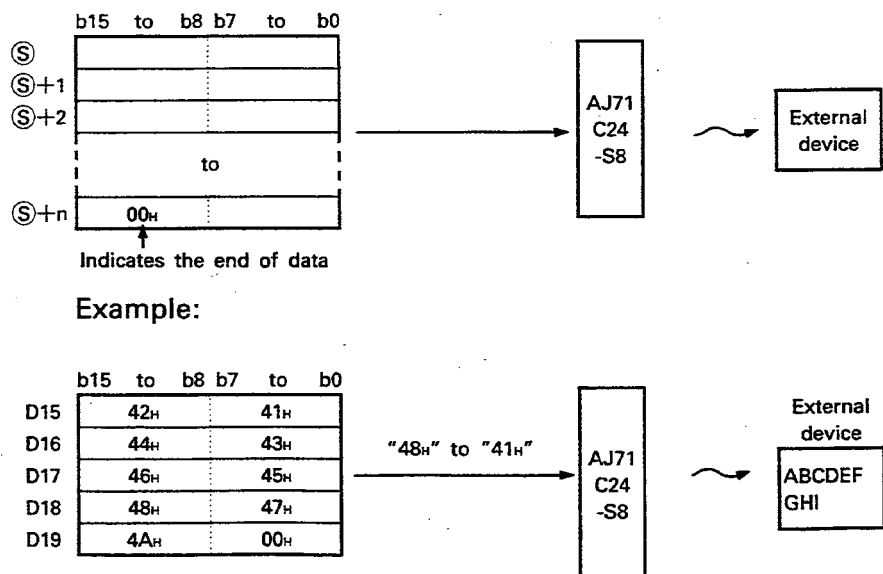 b15 to b8 b7 to b0
Ⓢ
Ⓢ+1
Ⓢ+2
to
Ⓢ+n 00H
Indicates the end of data
AJ71
C24
-S8
External
device
Example:
b15 to b8 b7 to b0
D15 42H 41H
D16 44H 43H
D17 46H 45H
D18 48H 47H
D19 4AH 00H
"48H" to "41H"
AJ71
C24
-S8
External
device
ABCDEF
GHI